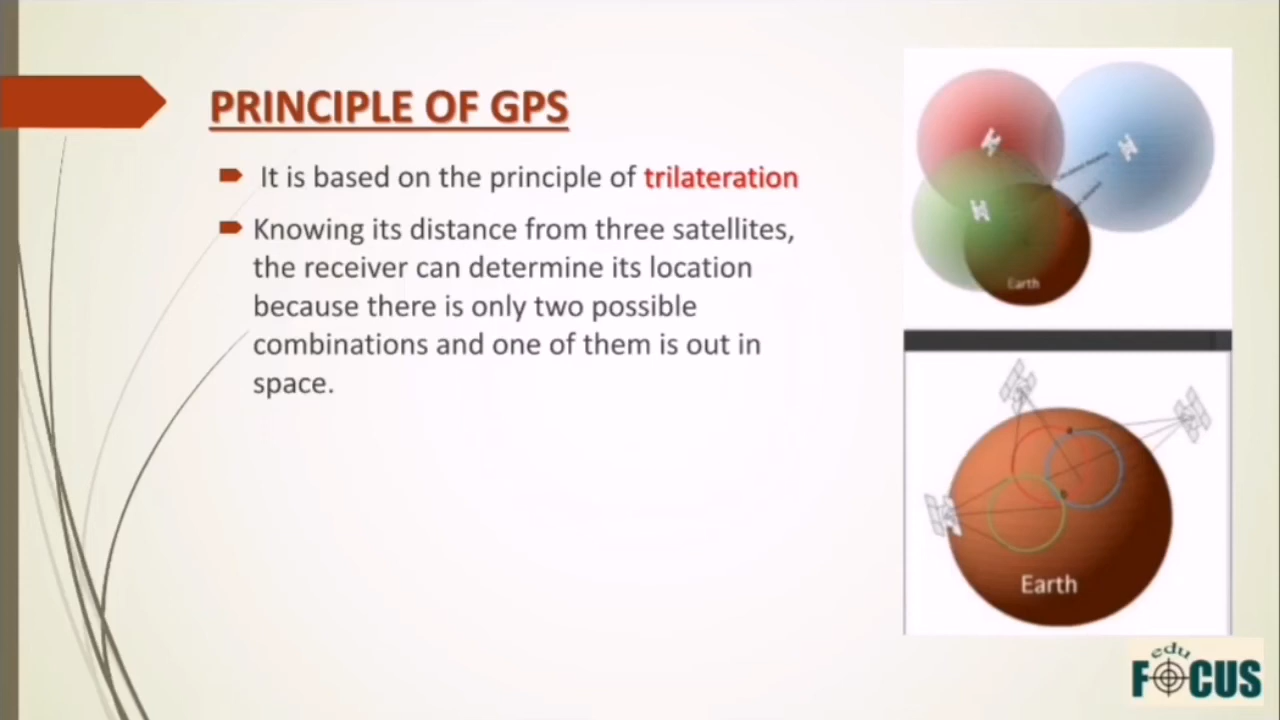 PRINCIPLE OF GPS
It is based on the principle of trilateration
Knowing its distance from three satellites,
the receiver can determine its location
because there is only two possible
combinations and one of them is out in
space.
Earth
Earth
edu
FOCUS